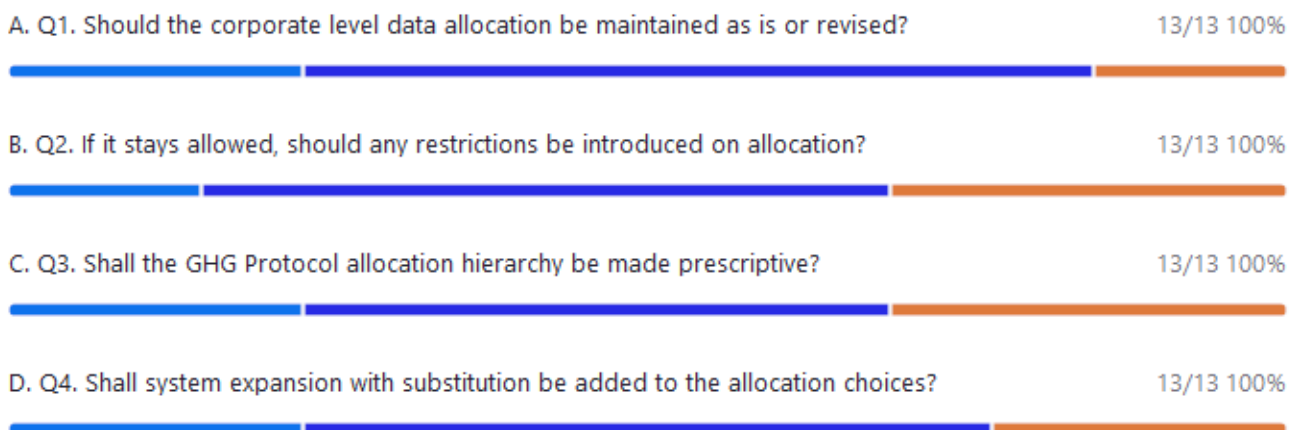 A. Q1. Should the corporate level data allocation be maintained as is or revised? 13/13 100%
B. Q2. If it stays allowed, should any restrictions be introduced on allocation? 13/13 100%
C. Q3. Shall the GHG Protocol allocation hierarchy be made prescriptive? 13/13 100%
D. Q4. Shall system expansion with substitution be added to the allocation choices? 13/13 100%